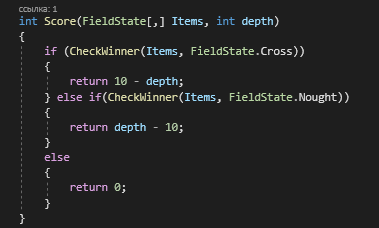 ссылка: 1
int Score(FieldState[,] Items, int depth)
{
if (CheckWinner(Items, FieldState.Cross))
{
return 10 - depth;
} else if(CheckWinner(Items, FieldState.Nought))
{
return depth - 10;
}
else
{
return 0;
}
}